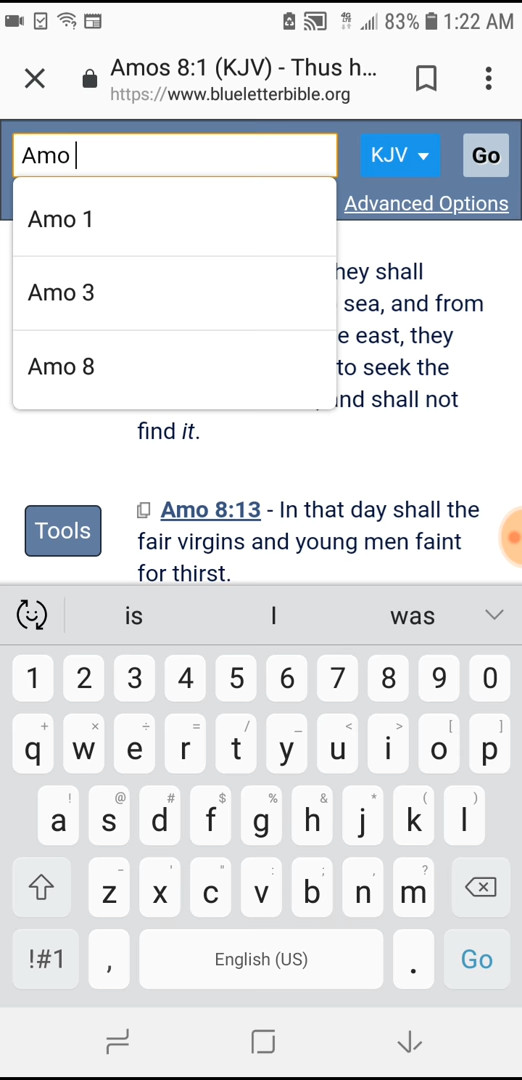 83% 1:22 AM
Amos 8:1 (KJV) - Thus h...
https://www.blueletterbible.org
Amo
KJV
Go
Advanced Options
Amo 1
Amo 3
Amo 8
hey shall
sea, and from
e east, they
to seek the
and shall not
find it.
Tools
Amo 8:13 - In that day shall the
fair virgins and young men faint
for thirst.
is I was
1 2 3 4 5 6 7 8 9 0
+ × ÷ = / _ < > [ ]
q w e r t y u i o p
! @ # $ % & * ( )
a s d f g h j k l
- ' " : ; , ?
z x c v b n m
!#1 , English (US) . Go